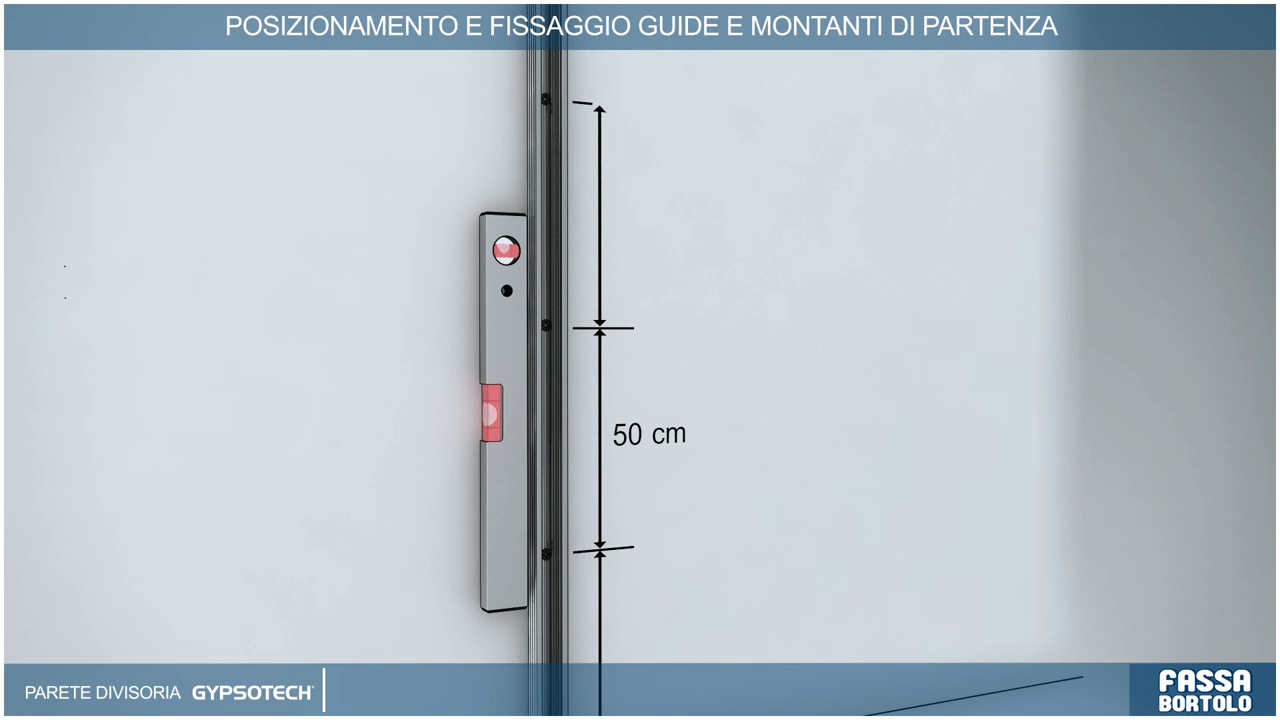 POSIZIONAMENTO E FISSAGGIO GUIDE E MONTANTI DI PARTENZA
50 cm
PARETE DIVISORIA GYPSOTECH
FASSA
BORTOLO